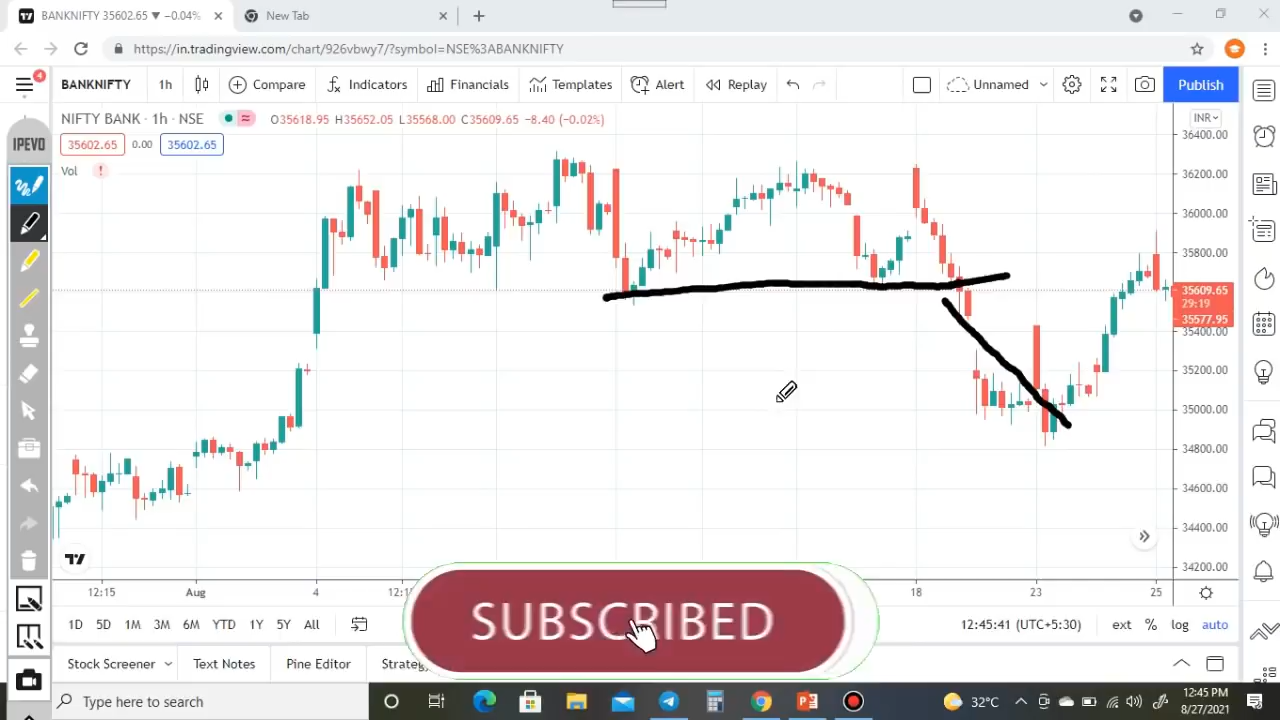 BANKNIFTY 35602.65 ▼ −0.04%
New Tab
https://in.tradingview.com/chart/926vbwy7/?symbol=NSE%3ABANKNIFTY
4
BANKNIFTY 1h Compare Indicators Financials Templates Alert Replay Unnamed Publish
NIFTY BANK · 1h · NSE O35618.95 H35652.05 L35568.00 C35609.65 −8.40 (−0.02%)
INR
IPEVO
35602.65 0.00 35602.65
Vol !
36400.00
36200.00
36000.00
35800.00
35609.65
29:19
35577.95
35400.00
35200.00
35000.00
34800.00
34600.00
34400.00
34200.00
12:15 Aug 4 18 23 25
SUBSCRIBED
1D 5D 1M 3M 6M YTD 1Y 5Y All
12:45:41 (UTC+5:30) ext % log auto
Stock Screener Text Notes Pine Editor
Type here to search
32°C
12:45 PM
8/27/2021